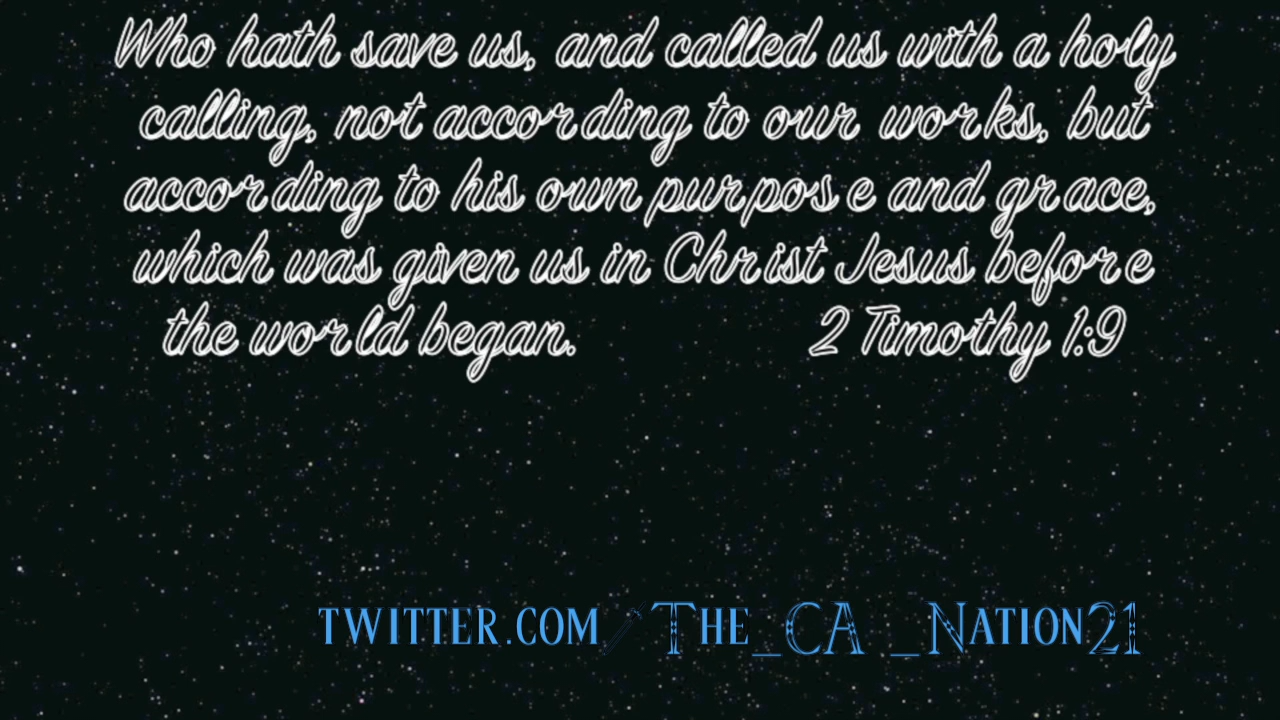 Who hath save us, and called us with a holy
calling, not according to our works, but
according to his own purpose and grace,
which was given us in Christ Jesus before
the world began. 2 Timothy 1:9
twitter.com/The_CA_Nation21